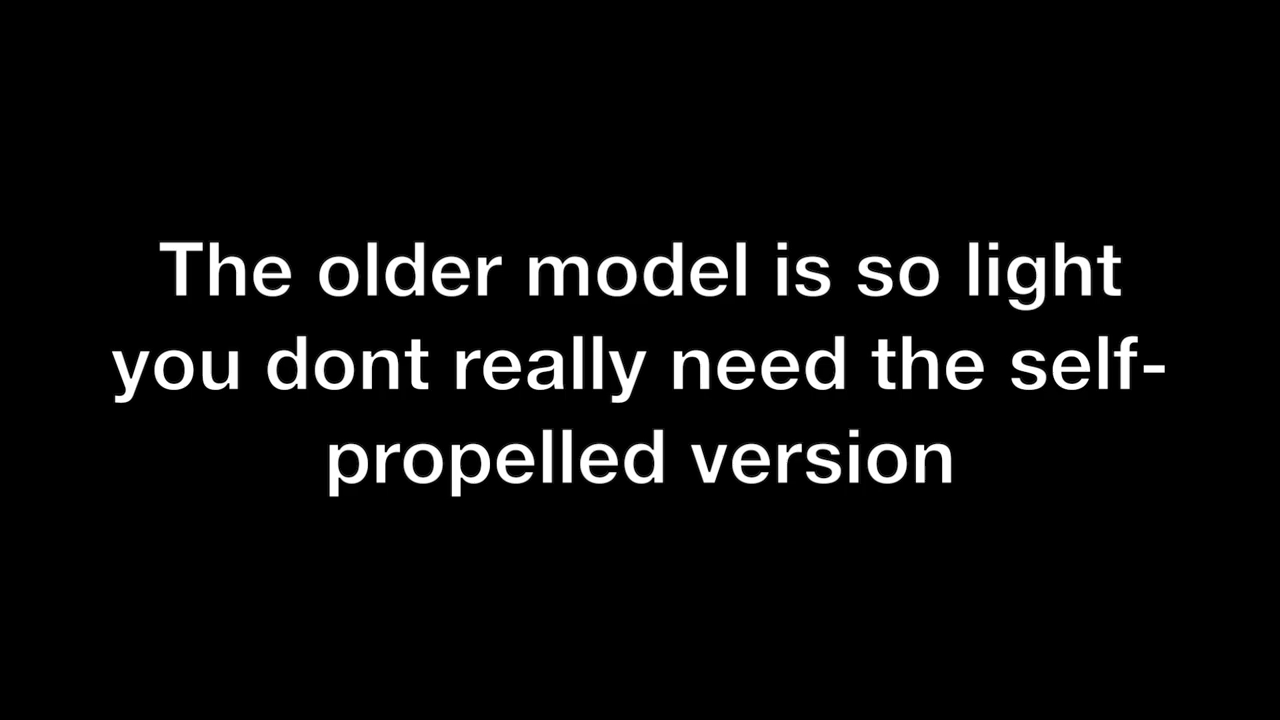 The older model is so light
you dont really need the self-
propelled version